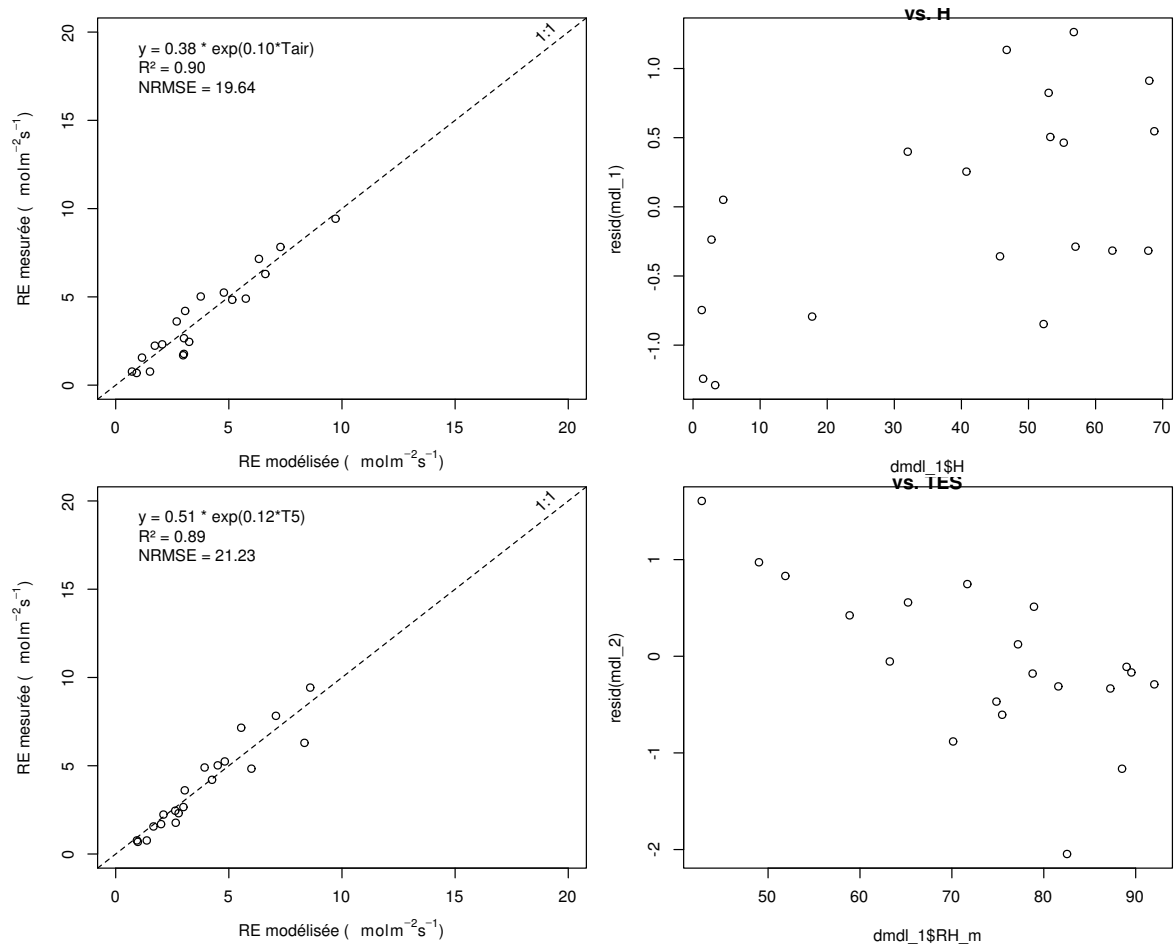 y = 0.38 * exp(0.10*Tair)
R² = 0.90
NRMSE = 19.64
1:1
RE mesurée ( molm−2s−1)
0 5 10 15 20
0 5 10 15 20
RE modélisée ( molm−2s−1)
vs. H
resid(mdl_1)
1.0
0.5
0.0
-0.5
-1.0
0 10 20 30 40 50 60 70
dmdl_1$H
y = 0.51 * exp(0.12*T5)
R² = 0.89
NRMSE = 21.23
1:1
RE mesurée ( molm−2s−1)
0 5 10 15 20
0 5 10 15 20
RE modélisée ( molm−2s−1)
vs. TES
resid(mdl_2)
1
0
-1
-2
50 60 70 80 90
dmdl_1$RH_m